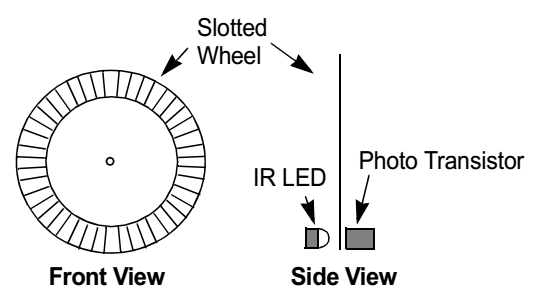 Slotted
Wheel
Photo Transistor
IR LED
Front View
Side View